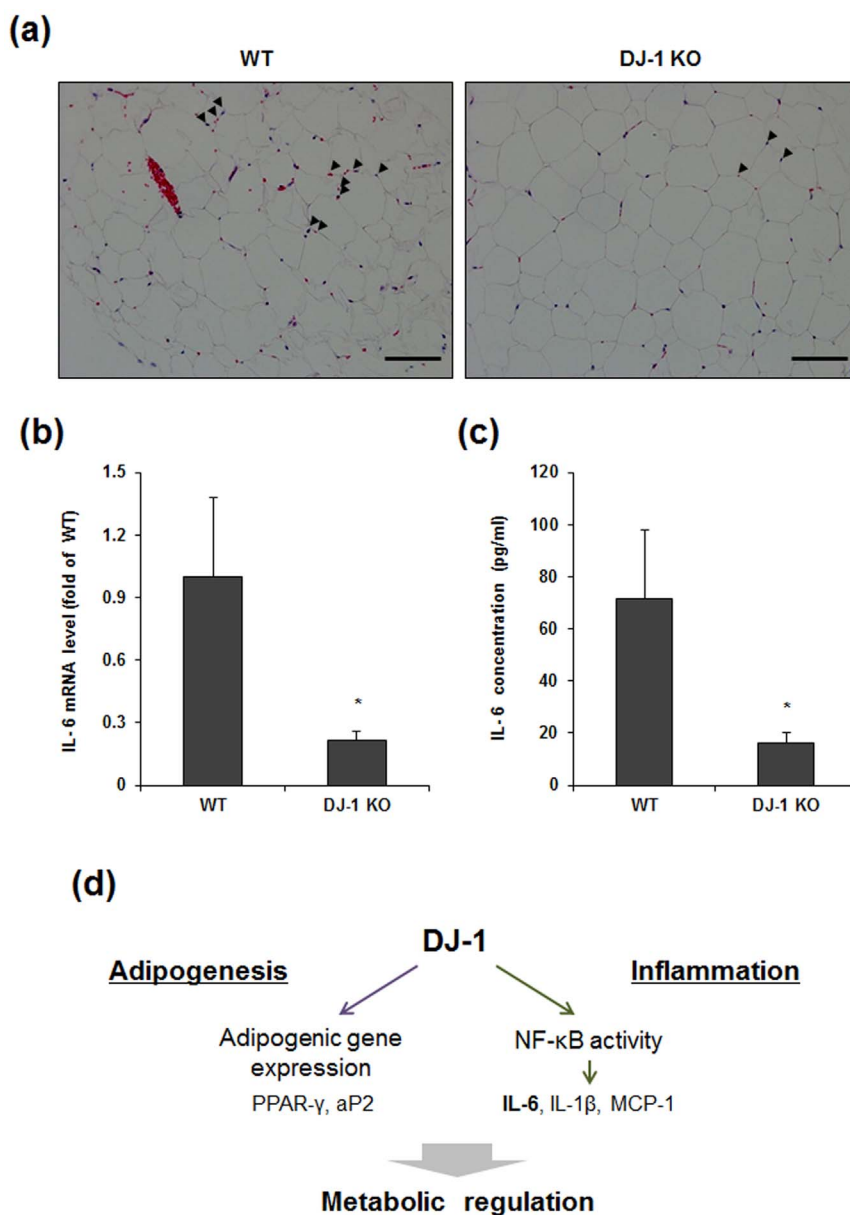 (a)
WT
DJ-1 KO
(b)
IL-6 mRNA level (fold of WT)
1.5
1.2
0.9
0.6
0.3
0
*
WT
DJ-1 KO
(c)
IL-6 concentration (pg/ml)
120
100
80
60
40
20
0
*
WT
DJ-1 KO
(d)
DJ-1
Adipogenesis
Inflammation
Adipogenic gene
expression
PPAR-γ, aP2
NF-κB activity
IL-6, IL-1β, MCP-1
Metabolic regulation